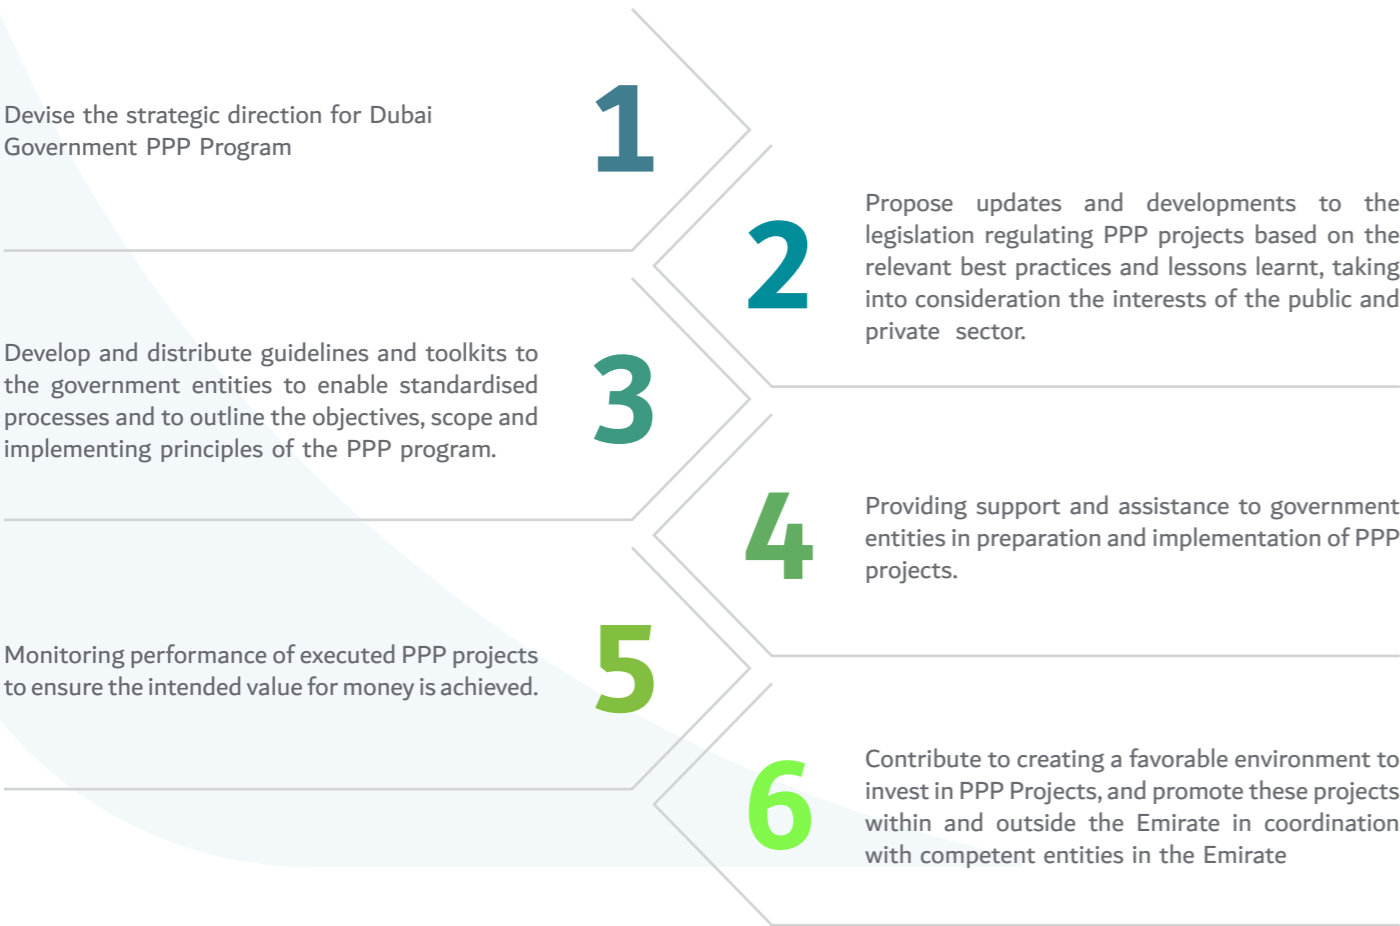 1
Devise the strategic direction for Dubai
Government PPP Program
2
Propose updates and developments to the
legislation regulating PPP projects based on the
relevant best practices and lessons learnt, taking
into consideration the interests of the public and
private sector.
3
Develop and distribute guidelines and toolkits to
the government entities to enable standardised
processes and to outline the objectives, scope and
implementing principles of the PPP program.
4
Providing support and assistance to government
entities in preparation and implementation of PPP
projects.
5
Monitoring performance of executed PPP projects
to ensure the intended value for money is achieved.
6
Contribute to creating a favorable environment to
invest in PPP Projects, and promote these projects
within and outside the Emirate in coordination
with competent entities in the Emirate